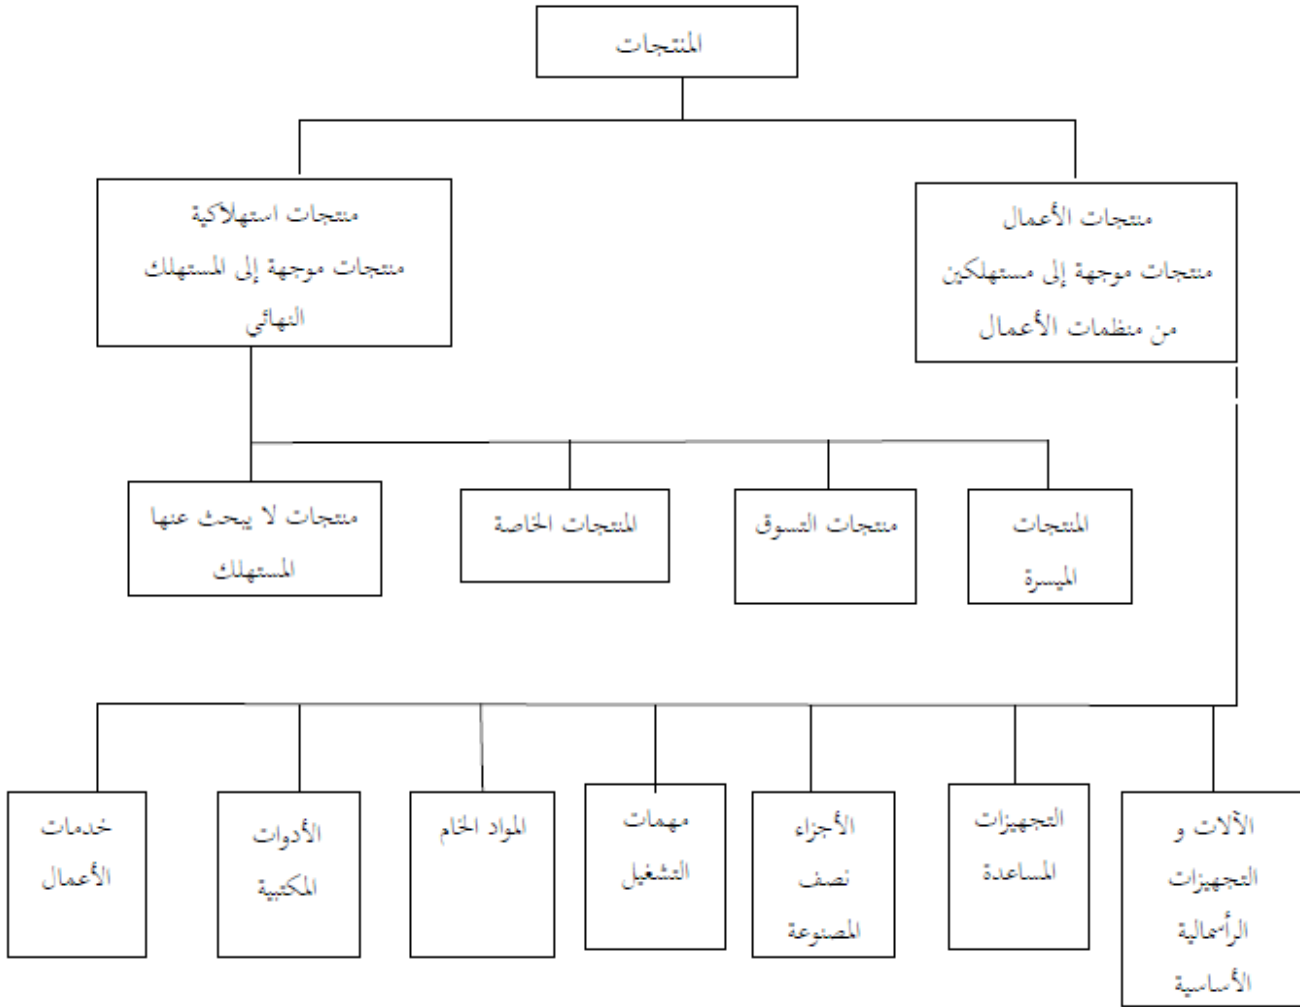 المنتجات
منتجات الأعمال
منتجات موجهة إلى مستهلكين
من منظمات الأعمال
منتجات استهلاكية
منتجات موجهة إلى المستهلك
النهائي
المنتجات
الميسرة
منتجات التسوق
المنتجات الخاصة
منتجات لا يبحث عنها
المستهلك
الآلات و
التجهيزات
الرأسمالية
الأساسية
التجهيزات
المساعدة
الأجزاء
نصف
المصنوعة
مهمات
التشغيل
المواد الخام
الأدوات
المكتبية
خدمات
الأعمال